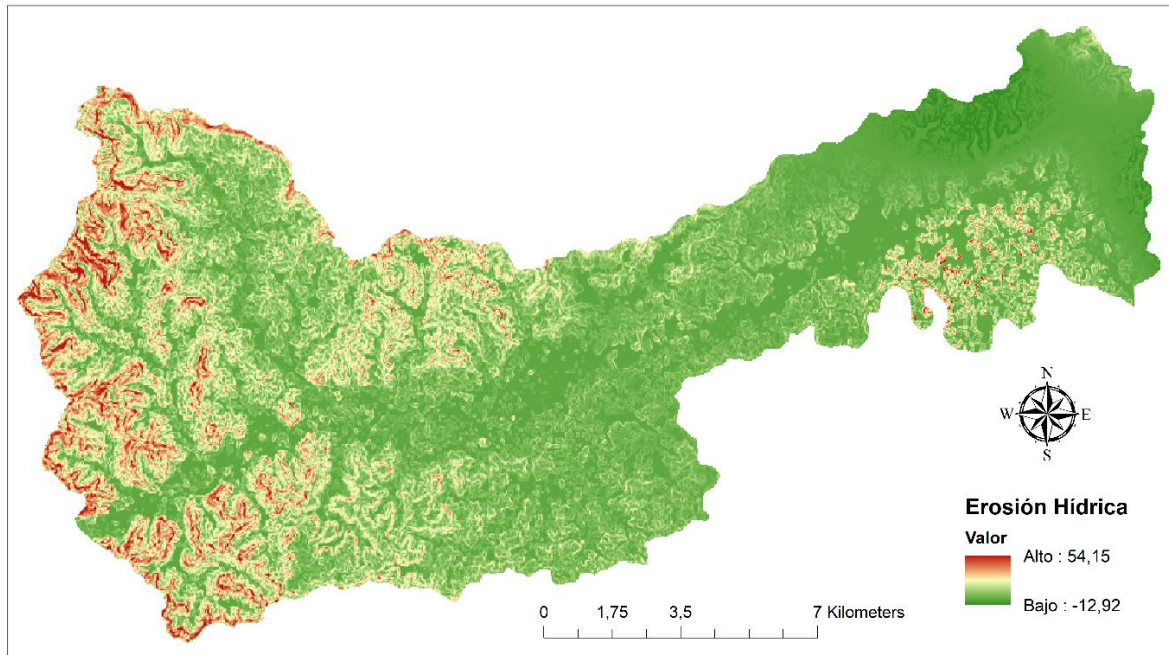 N
W E
S
Erosión Hídrica
Valor
Alto : 54,15
Bajo : -12,92
0 1,75 3,5 7 Kilometers